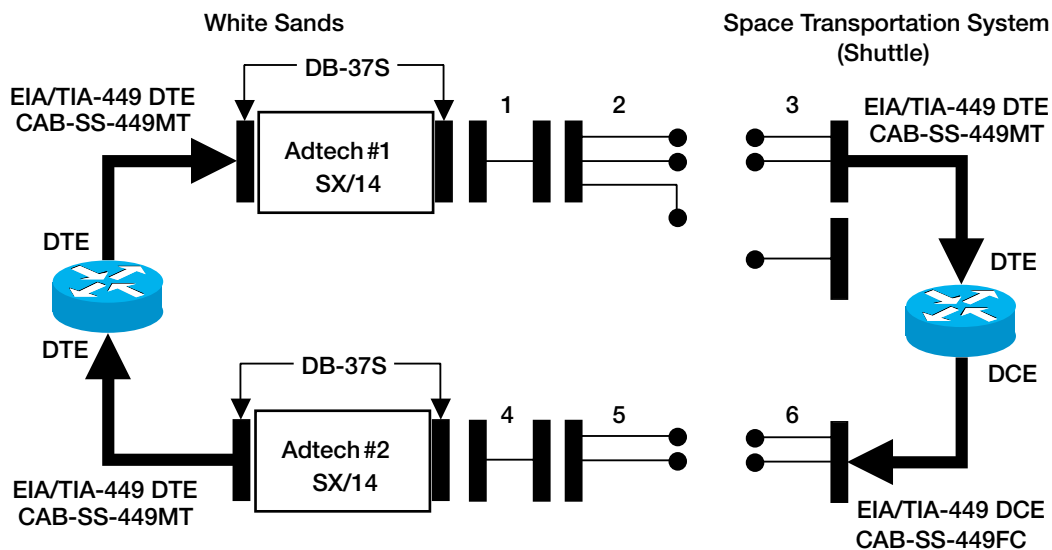 White Sands
Space Transportation System
(Shuttle)
DB-37S
EIA/TIA-449 DTE
CAB-SS-449MT
1
2
3
EIA/TIA-449 DTE
CAB-SS-449MT
Adtech #1
SX/14
DTE
DTE
DTE
DCE
DB-37S
4
5
6
Adtech #2
SX/14
EIA/TIA-449 DTE
CAB-SS-449MT
EIA/TIA-449 DCE
CAB-SS-449FC